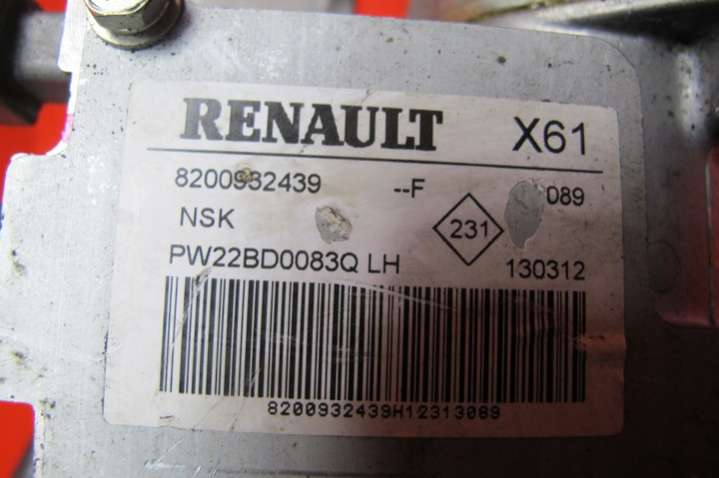 RENAULT X61
8200932439 --F 089
NSK 231
PW22BD0083Q LH 130312
8200932439H12313089